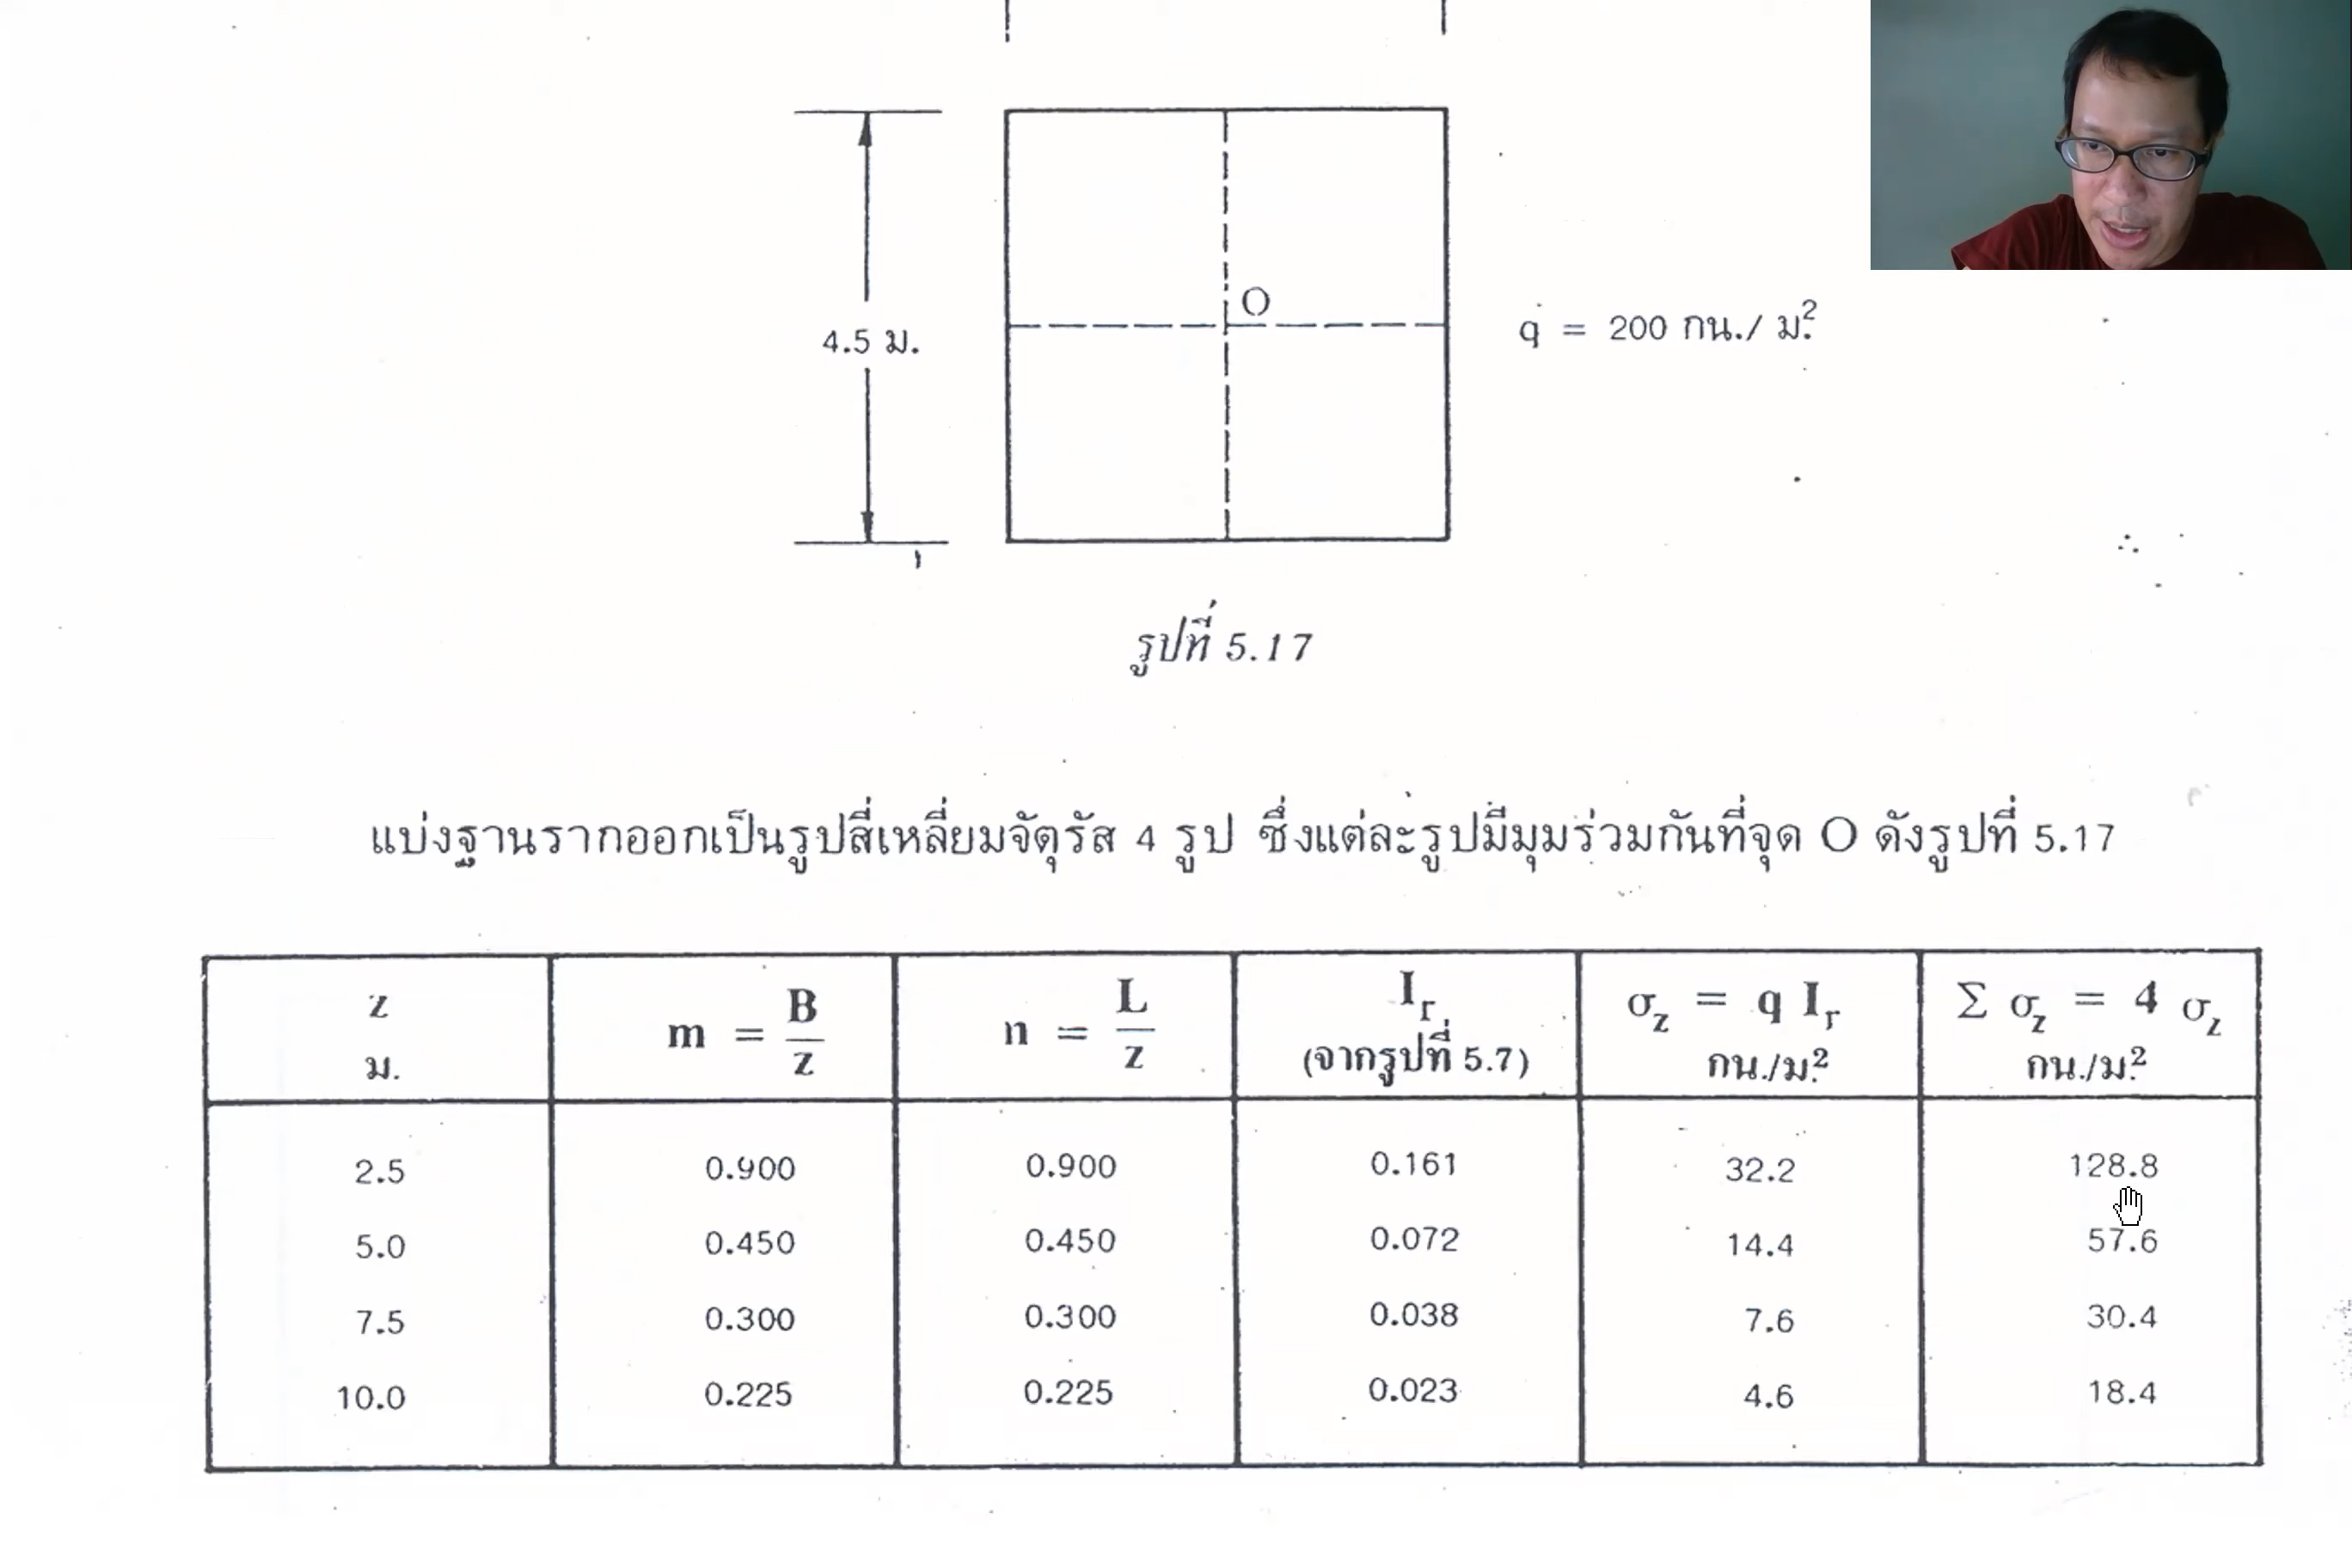 O
4.5 ม.
q = 200 กน./ ม.²
รูปที่ 5.17
แบ่งฐานรากออกเป็นรูปสี่เหลี่ยมจัตุรัส 4 รูป ซึ่งแต่ละรูปมีมุมร่วมกันที่จุด O ดังรูปที่ 5.17
z ม. | m = B/z | n = L/z | Ir (จากรูปที่ 5.7) | σz = q Ir กน./ม.² | Σ σz = 4 σz กน./ม.²
2.5 | 0.900 | 0.900 | 0.161 | 32.2 | 128.8
5.0 | 0.450 | 0.450 | 0.072 | 14.4 | 57.6
7.5 | 0.300 | 0.300 | 0.038 | 7.6 | 30.4
10.0 | 0.225 | 0.225 | 0.023 | 4.6 | 18.4